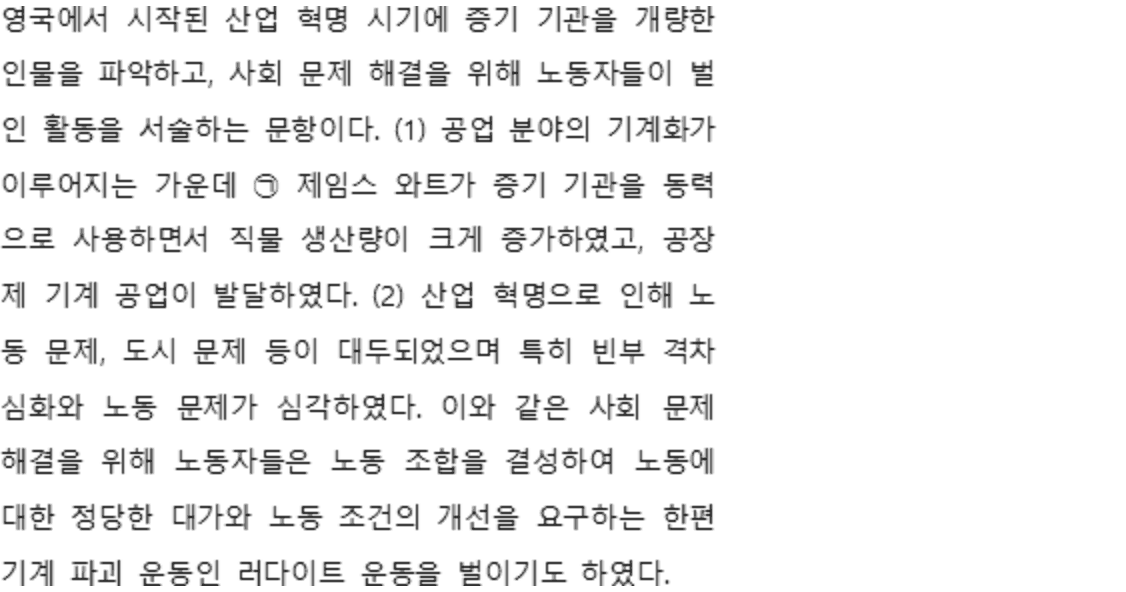 영국에서 시작된 산업 혁명 시기에 증기 기관을 개량한
인물을 파악하고, 사회 문제 해결을 위해 노동자들이 벌
인 활동을 서술하는 문항이다. (1) 공업 분야의 기계화가
이루어지는 가운데 ㉠ 제임스 와트가 증기 기관을 동력
으로 사용하면서 직물 생산량이 크게 증가하였고, 공장
제 기계 공업이 발달하였다. (2) 산업 혁명으로 인해 노
동 문제, 도시 문제 등이 대두되었으며 특히 빈부 격차
심화와 노동 문제가 심각하였다. 이와 같은 사회 문제
해결을 위해 노동자들은 노동 조합을 결성하여 노동에
대한 정당한 대가와 노동 조건의 개선을 요구하는 한편
기계 파괴 운동인 러다이트 운동을 벌이기도 하였다.